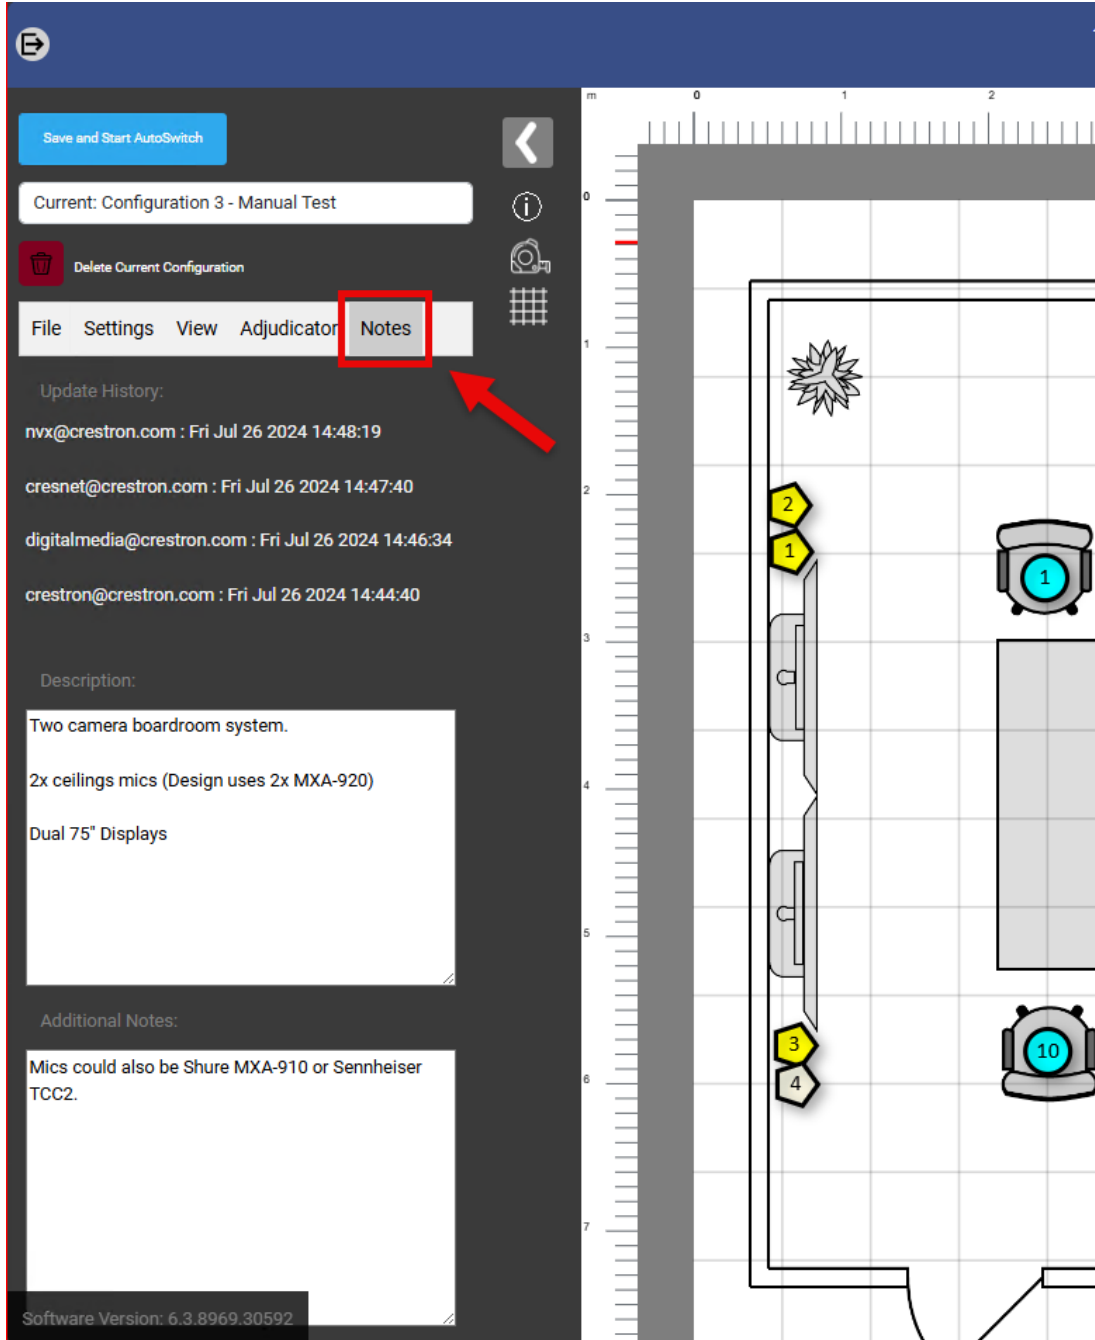 Save and Start AutoSwitch
Current: Configuration 3 - Manual Test
Delete Current Configuration
File Settings View Adjudicator Notes
Update History:
nvx@crestron.com : Fri Jul 26 2024 14:48:19
cresnet@crestron.com : Fri Jul 26 2024 14:47:40
digitalmedia@crestron.com : Fri Jul 26 2024 14:46:34
crestron@crestron.com : Fri Jul 26 2024 14:44:40
Description:
Two camera boardroom system.
2x ceilings mics (Design uses 2x MXA-920)
Dual 75" Displays
Additional Notes:
Mics could also be Shure MXA-910 or Sennheiser
TCC2.
Software Version: 6.3.8969.30592
m 0 1 2
0
1
2
3
4
5
6
7
2
1
1
3
4
10